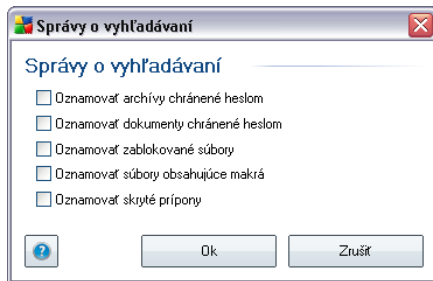 Správy o vyhľadávaní
Správy o vyhľadávaní
Oznamovať archívy chránené heslom
Oznamovať dokumenty chránené heslom
Oznamovať zablokované súbory
Oznamovať súbory obsahujúce makrá
Oznamovať skryté prípony
? Ok Zrušiť